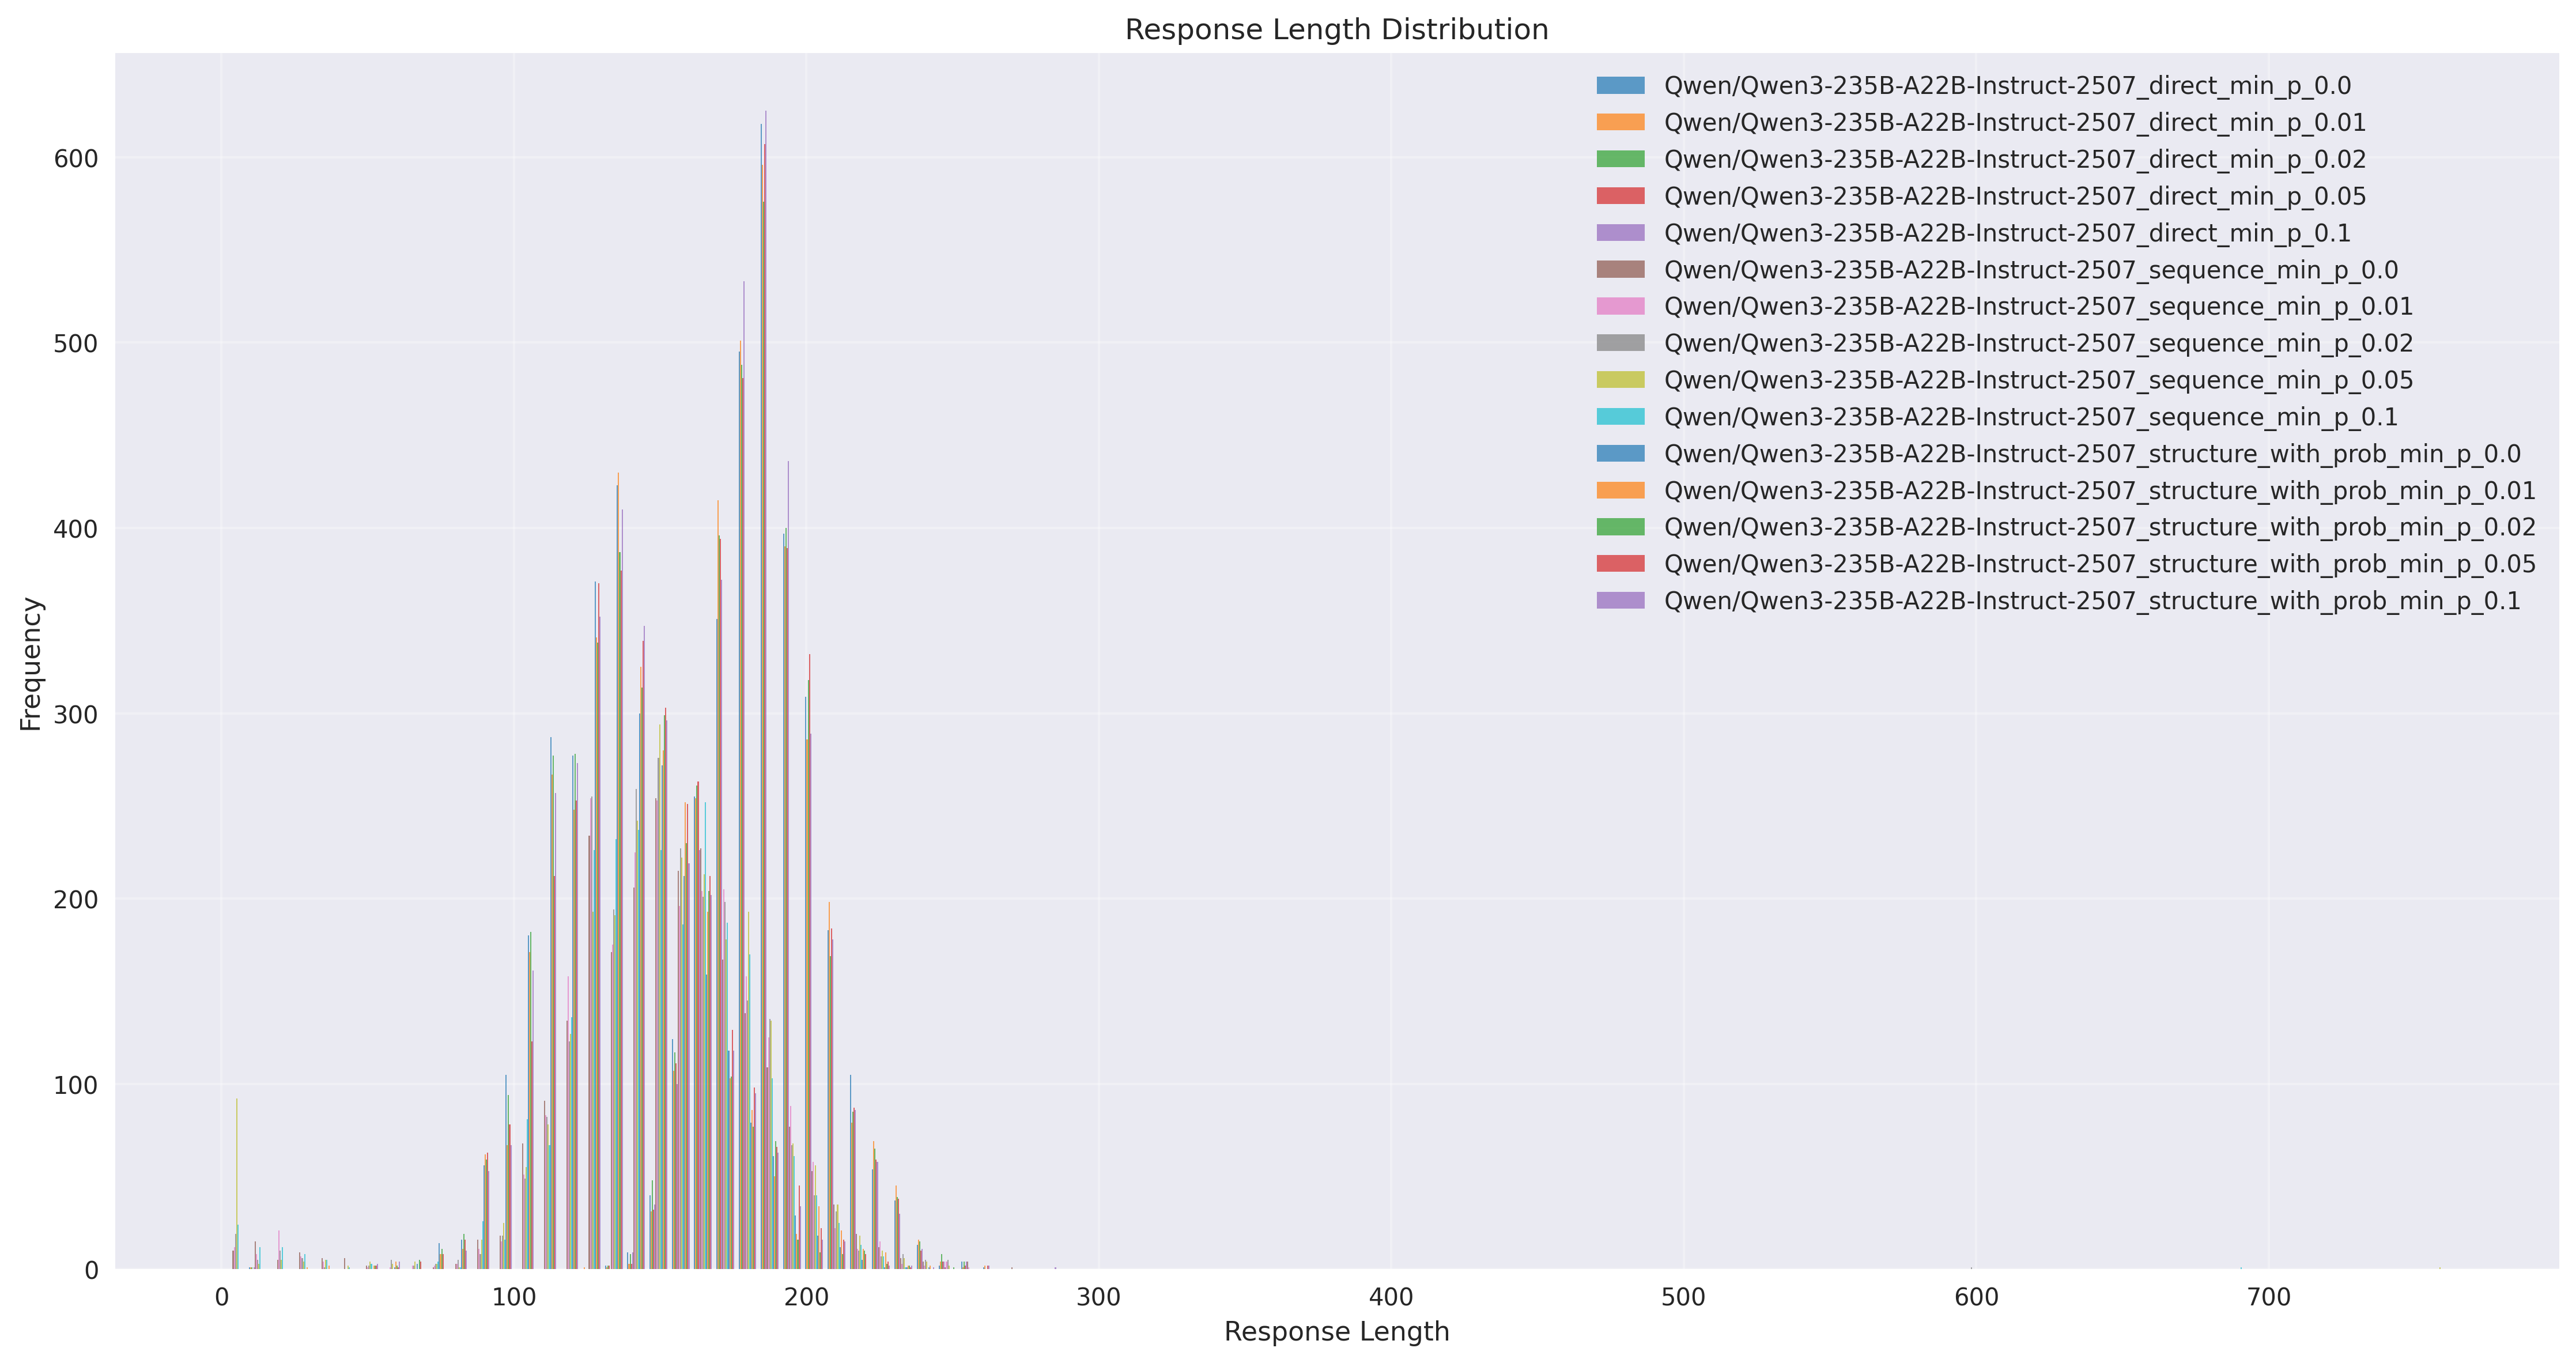 Response Length Distribution
Qwen/Qwen3-235B-A22B-Instruct-2507_direct_min_p_0.0
Qwen/Qwen3-235B-A22B-Instruct-2507_direct_min_p_0.01
Qwen/Qwen3-235B-A22B-Instruct-2507_direct_min_p_0.02
Qwen/Qwen3-235B-A22B-Instruct-2507_direct_min_p_0.05
Qwen/Qwen3-235B-A22B-Instruct-2507_direct_min_p_0.1
Qwen/Qwen3-235B-A22B-Instruct-2507_sequence_min_p_0.0
Qwen/Qwen3-235B-A22B-Instruct-2507_sequence_min_p_0.01
Qwen/Qwen3-235B-A22B-Instruct-2507_sequence_min_p_0.02
Qwen/Qwen3-235B-A22B-Instruct-2507_sequence_min_p_0.05
Qwen/Qwen3-235B-A22B-Instruct-2507_sequence_min_p_0.1
Qwen/Qwen3-235B-A22B-Instruct-2507_structure_with_prob_min_p_0.0
Qwen/Qwen3-235B-A22B-Instruct-2507_structure_with_prob_min_p_0.01
Qwen/Qwen3-235B-A22B-Instruct-2507_structure_with_prob_min_p_0.02
Qwen/Qwen3-235B-A22B-Instruct-2507_structure_with_prob_min_p_0.05
Qwen/Qwen3-235B-A22B-Instruct-2507_structure_with_prob_min_p_0.1
Frequency
600
500
400
300
200
100
0
0 100 200 300 400 500 600 700
Response Length